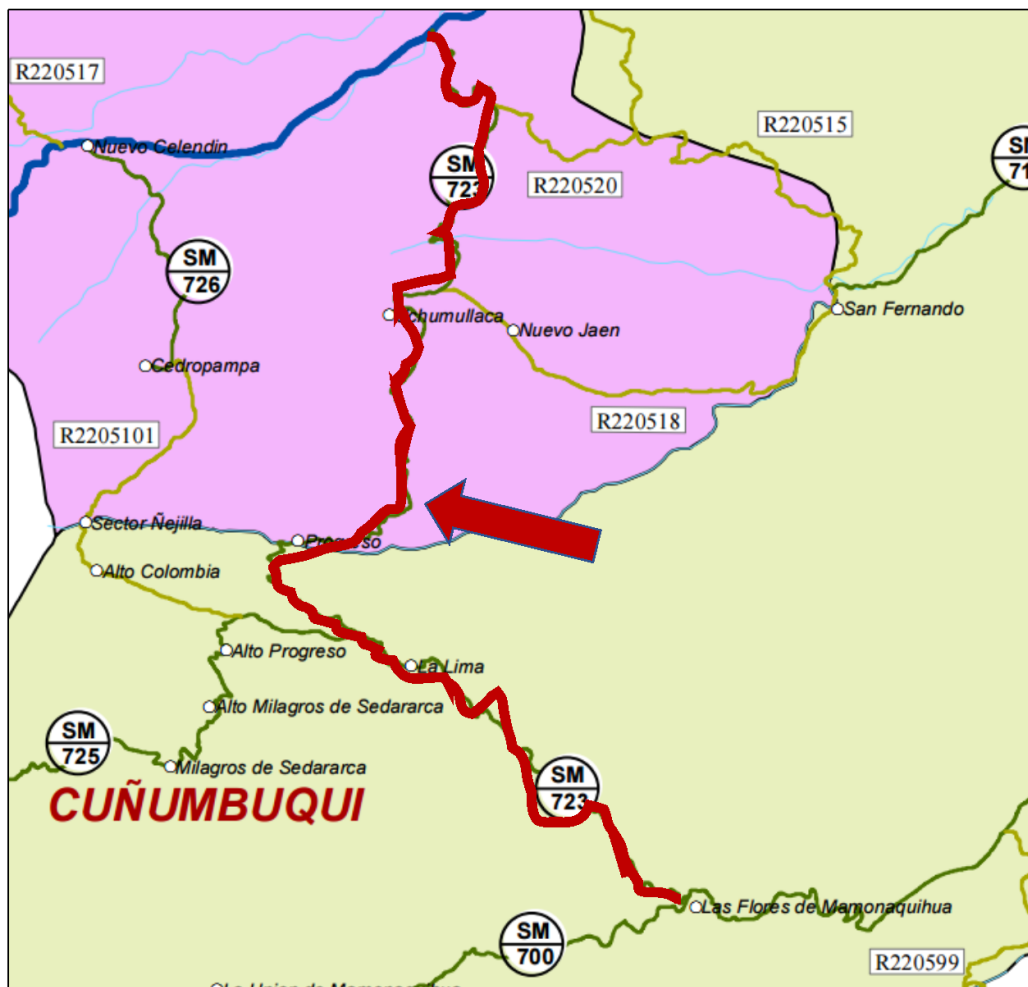 R220517
Nuevo Celendin
R220515
SM
71
SM
723
R220520
SM
726
San Fernando
Nuevo Jaen
Cedropampa
R220518
R2205101
Sector Ñejilla
Progreso
Alto Colombia
Alto Progreso
La Lima
Alto Milagros de Sedararca
SM
725
Milagros de Sedararca
SM
723
CUÑUMBUQUI
Las Flores de Mamonaquihua
SM
700
R220599